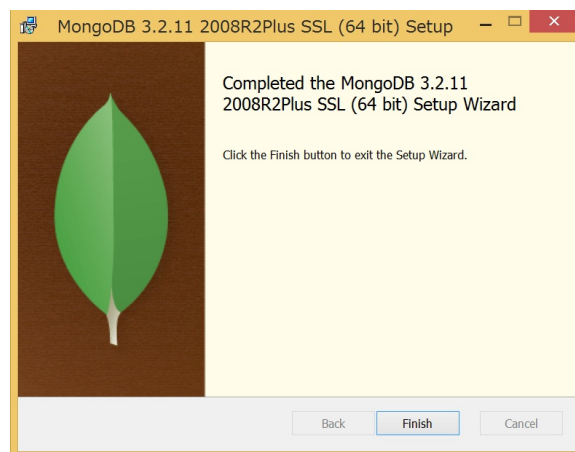 MongoDB 3.2.11 2008R2Plus SSL (64 bit) Setup
Completed the MongoDB 3.2.11
2008R2Plus SSL (64 bit) Setup Wizard
Click the Finish button to exit the Setup Wizard.
Back Finish Cancel